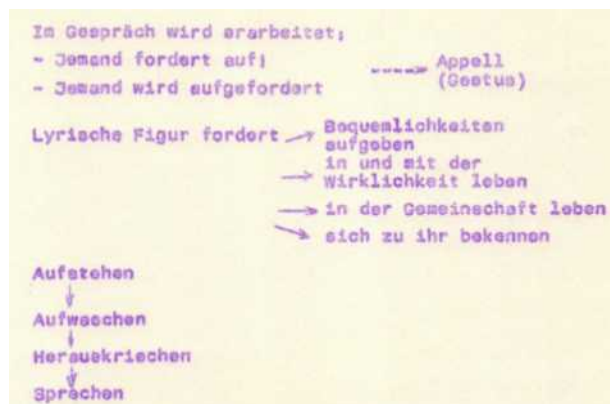 Im Gespräch wird erarbeitet:
- Jemand fordert auf;
- Jemand wird aufgefordert
Appell
(Gestus)
Lyrische Figur fordert
Bequemlichkeiten
aufgeben
in und mit der
Wirklichkeit leben
in der Gemeinschaft leben
sich zu ihr bekennen
Aufstehen
Aufwaschen
Herauskriechen
Sprechen